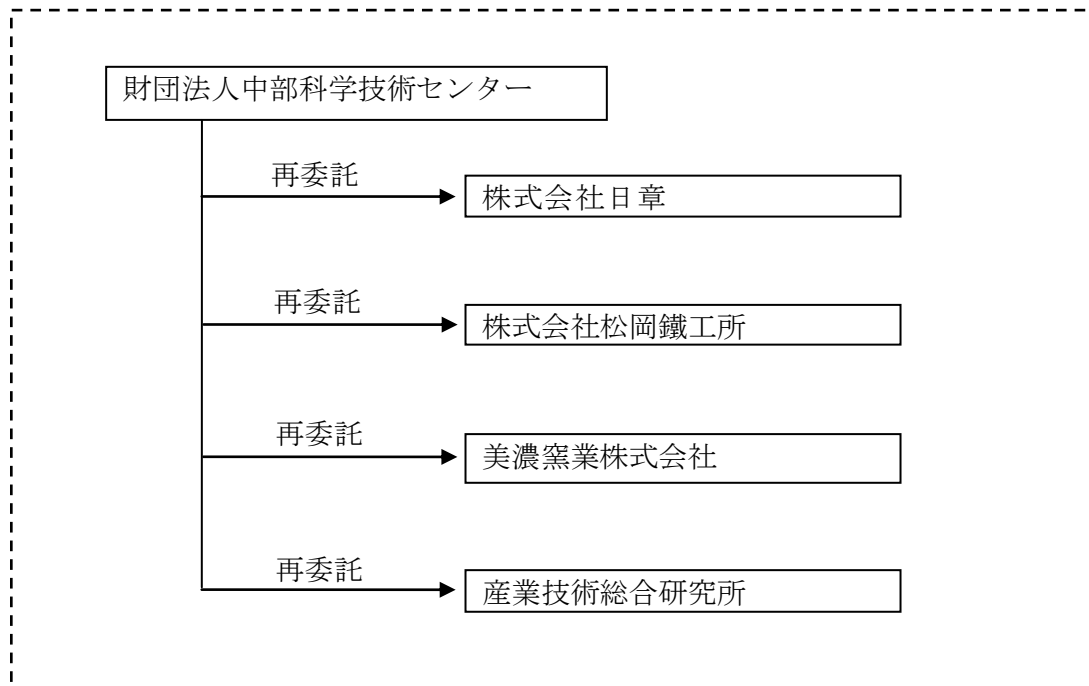 財団法人中部科学技術センター
再委託
株式会社日章
再委託
株式会社松岡鐵工所
再委託
美濃窯業株式会社
再委託
産業技術総合研究所